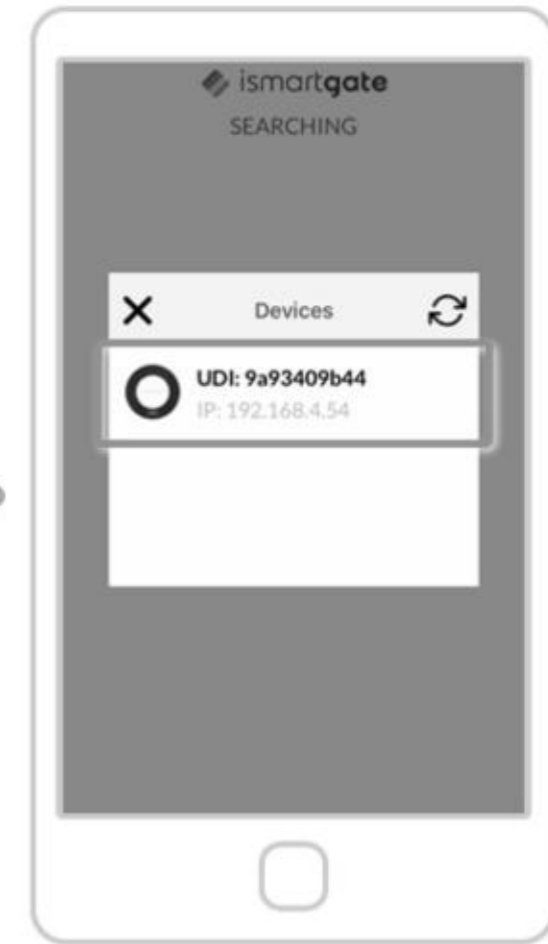 ismartgate
SEARCHING
Devices
UDI: 9a93409b44
IP: 192.168.4.54